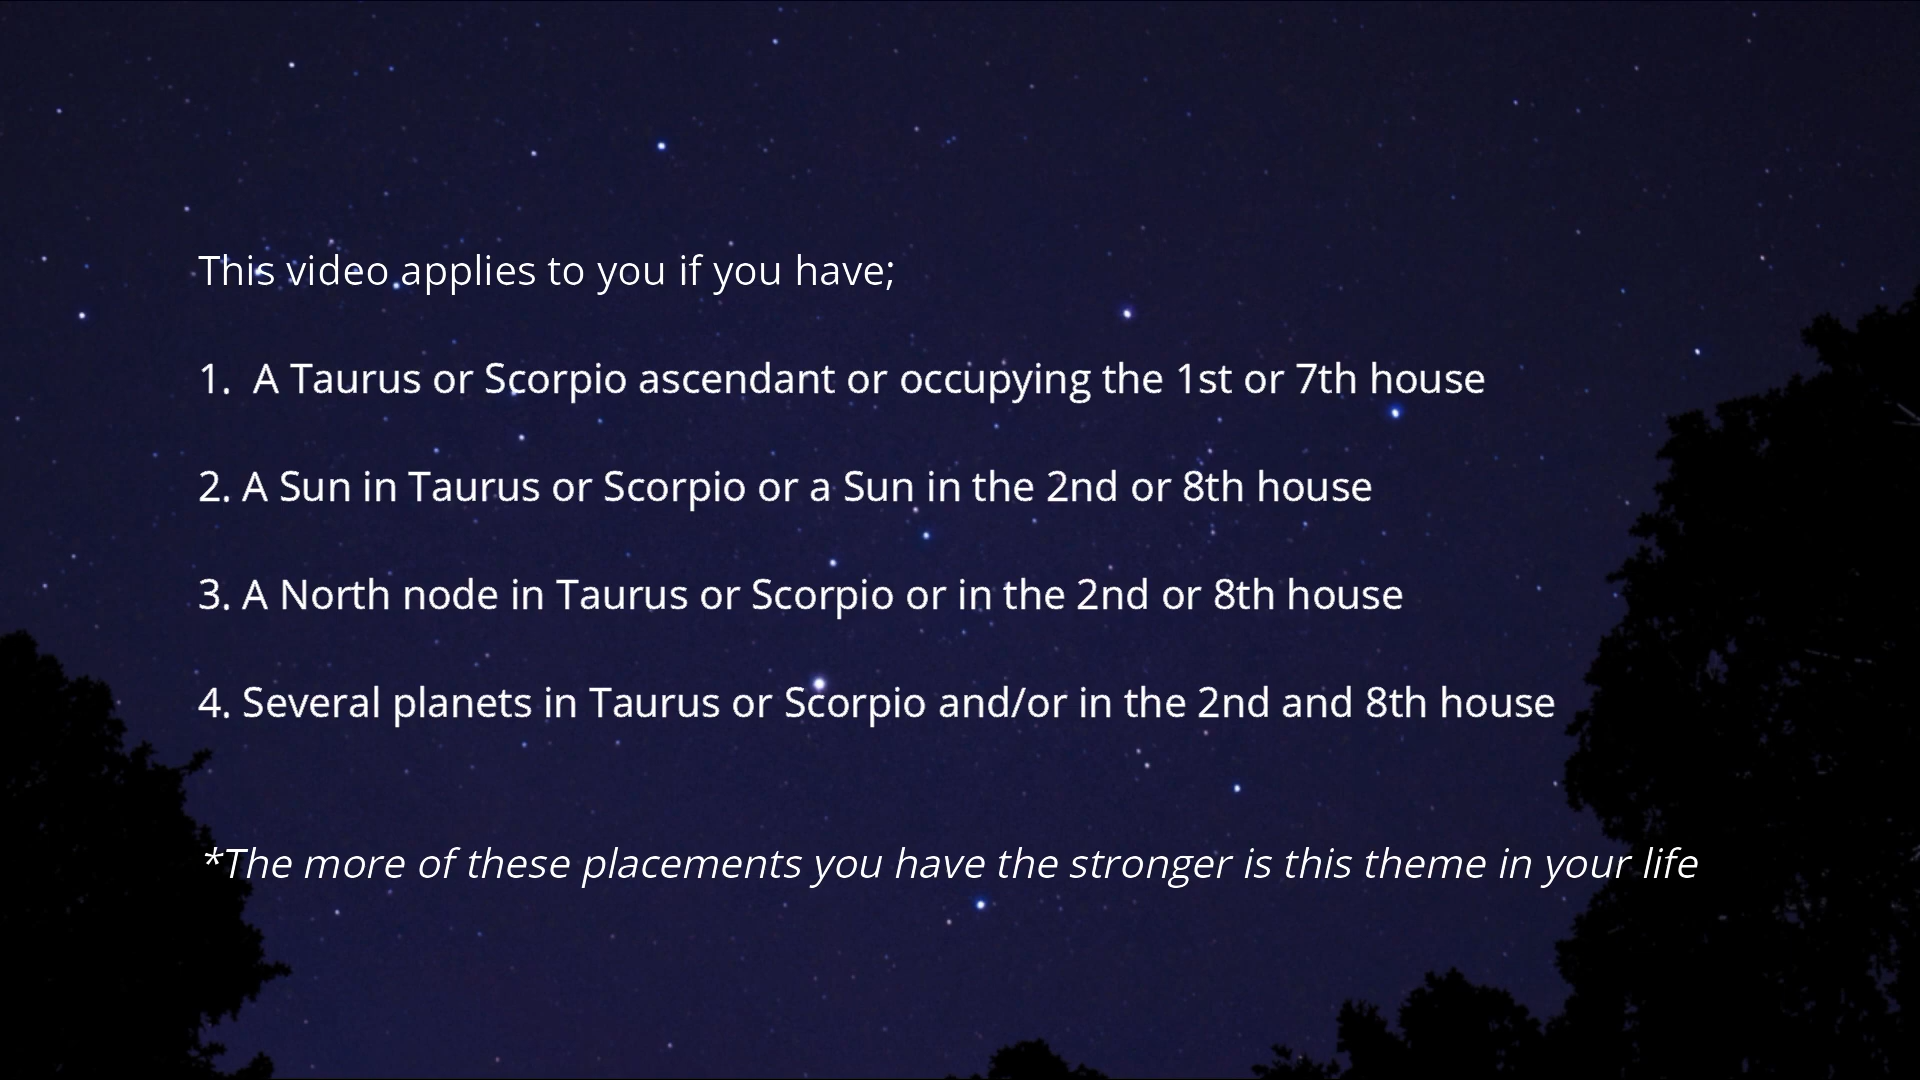 This video applies to you if you have;
1. A Taurus or Scorpio ascendant or occupying the 1st or 7th house
2. A Sun in Taurus or Scorpio or a Sun in the 2nd or 8th house
3. A North node in Taurus or Scorpio or in the 2nd or 8th house
4. Several planets in Taurus or Scorpio and/or in the 2nd and 8th house
*The more of these placements you have the stronger is this theme in your life